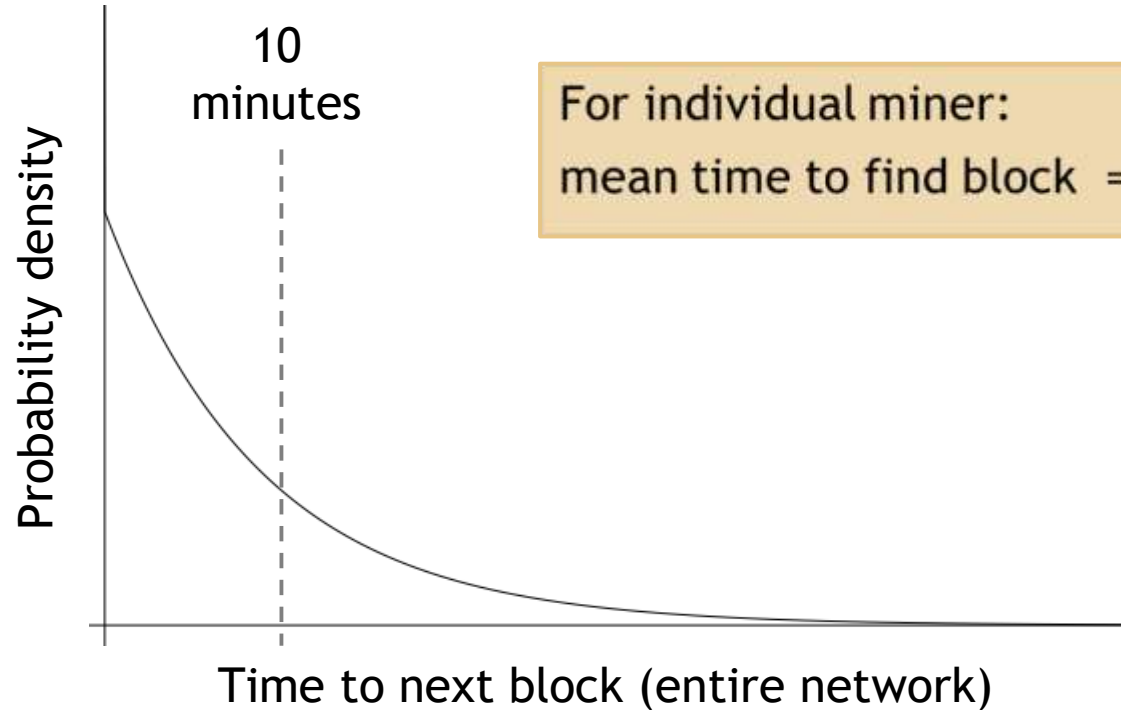 10
minutes
For individual miner:
mean time to find block =
Probability density
Time to next block (entire network)